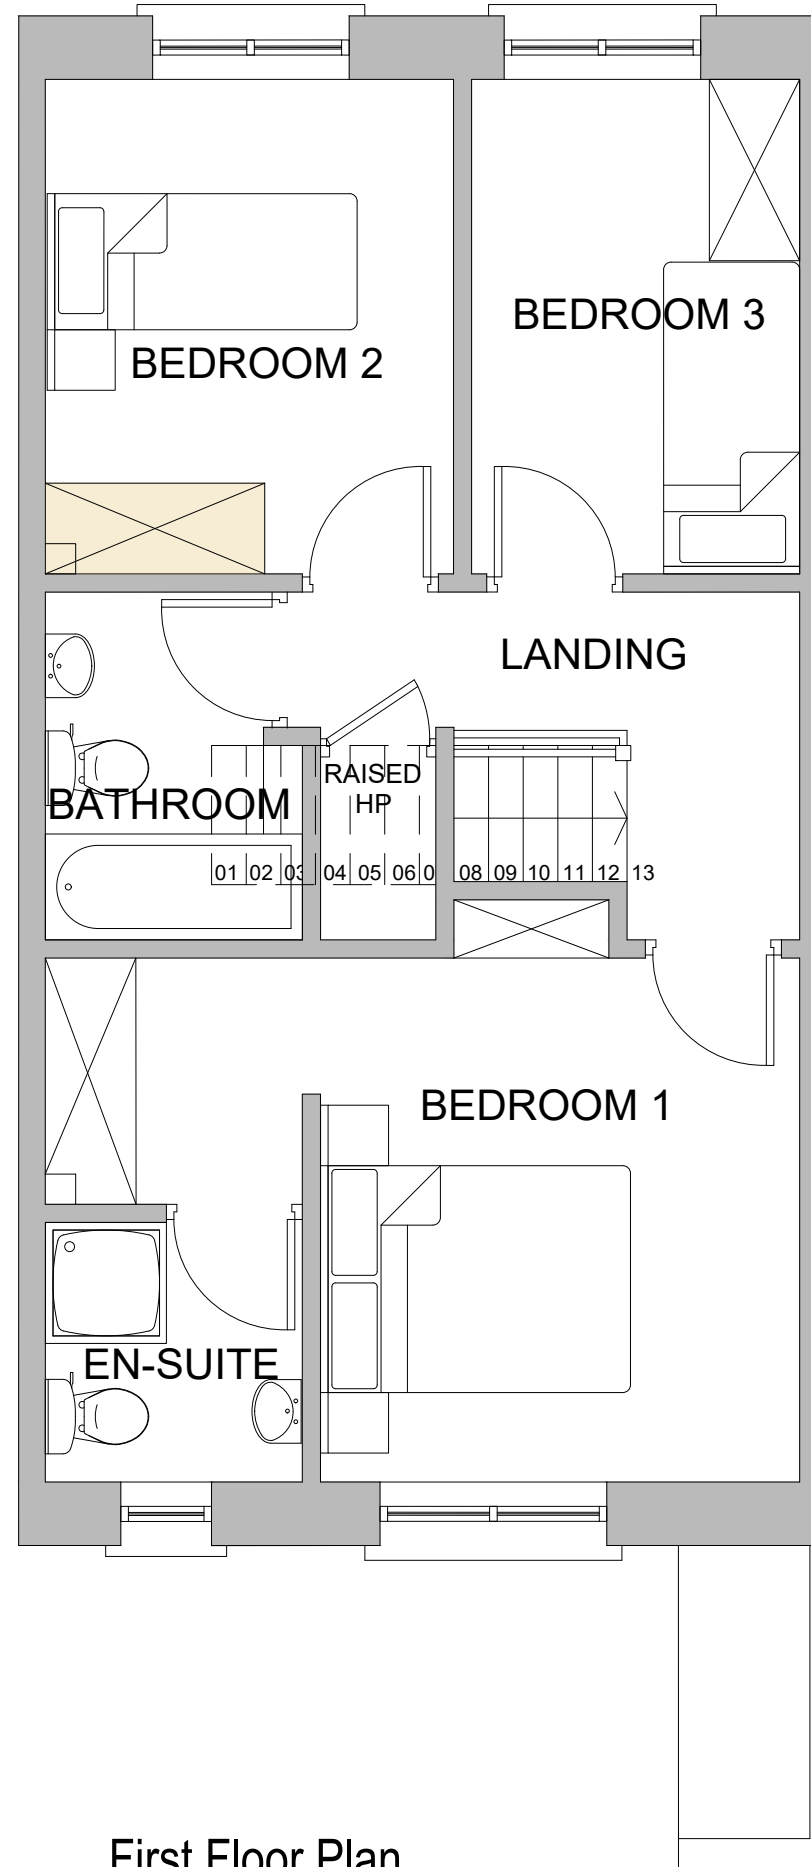 BEDROOM 3
BEDROOM 2
LANDING
RAISED
HP
BATHROOM
01 02 03 04 05 06 0 08 09 10 11 12 13
BEDROOM 1
EN-SUITE
First Floor Plan